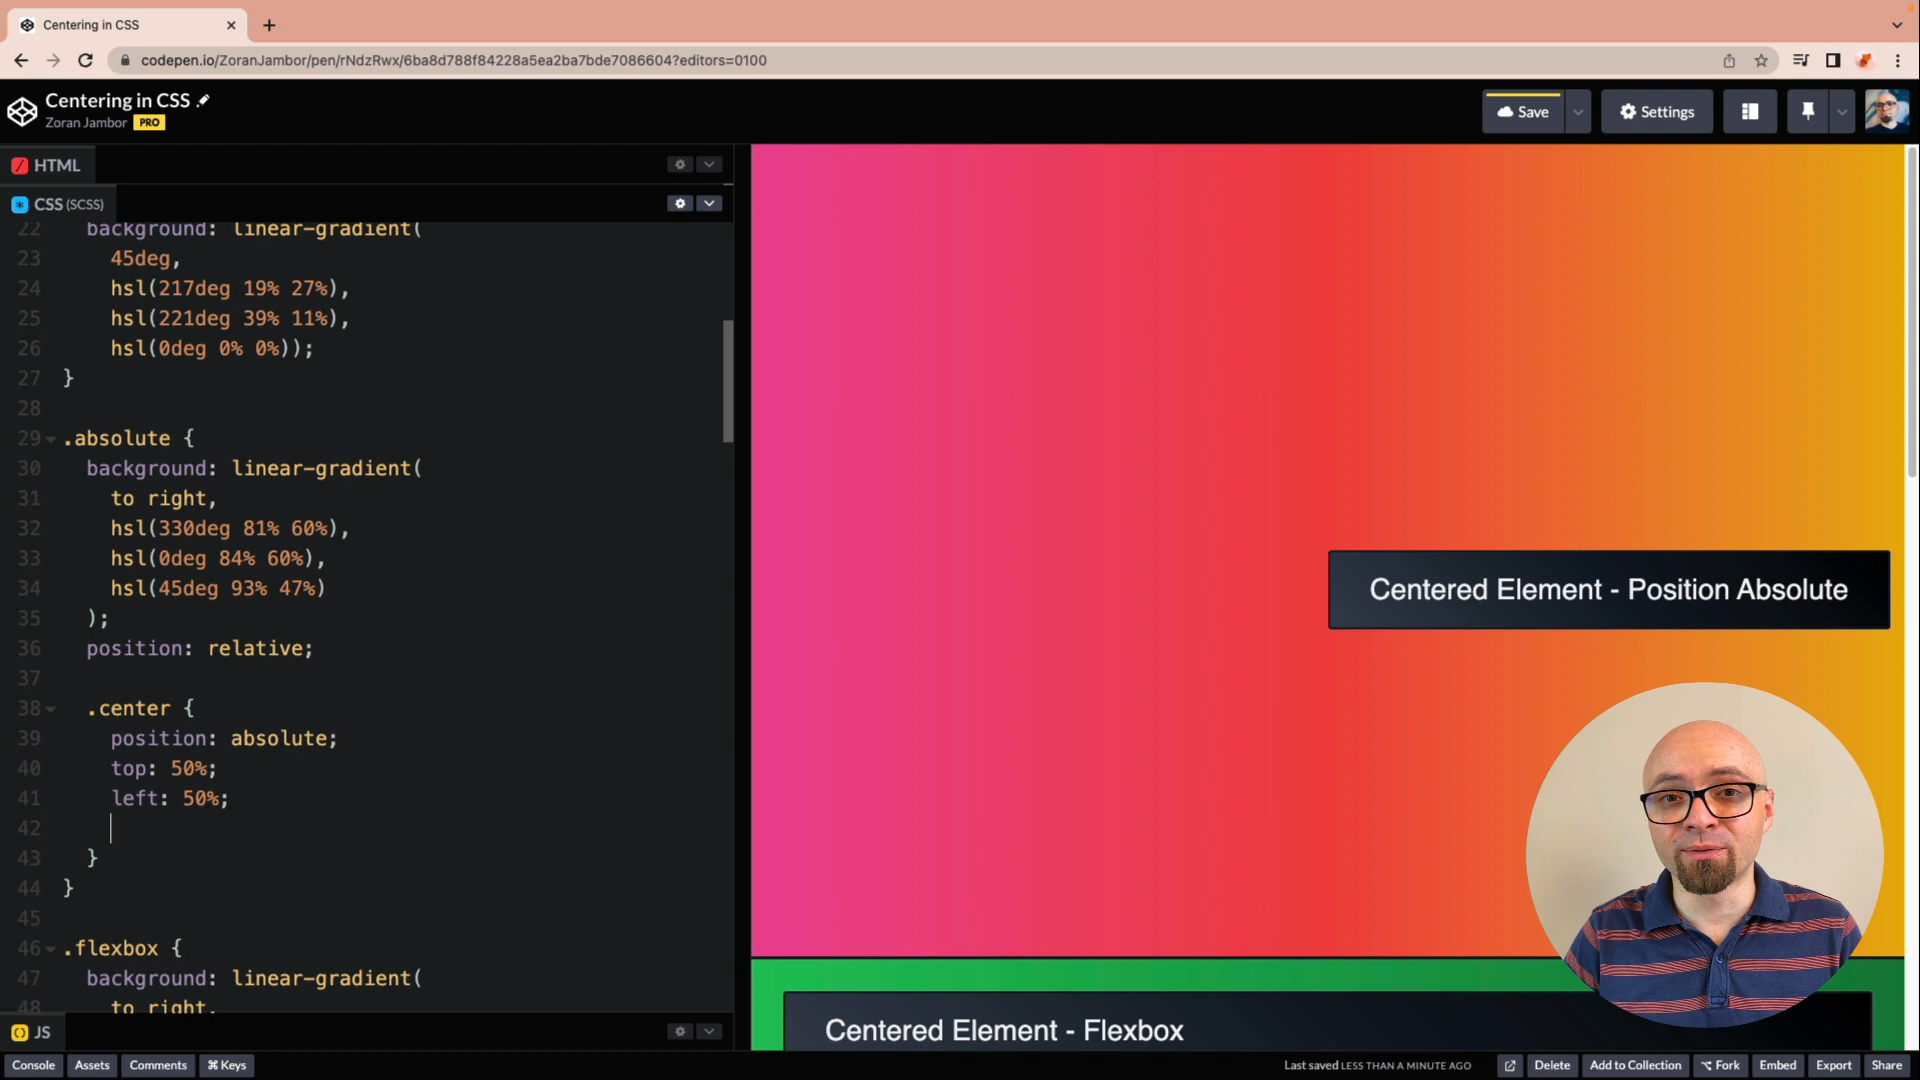 Centering in CSS
codepen.io/ZoranJambor/pen/rNdzRwx/6ba8d788f84228a5ea2ba7bde7086604?editors=0100
Centering in CSS
Zoran Jambor PRO
Save
Settings
HTML
CSS (SCSS)
22 background: linear-gradient(
23 45deg,
24 hsl(217deg 19% 27%),
25 hsl(221deg 39% 11%),
26 hsl(0deg 0% 0%));
27 }
28
29 .absolute {
30 background: linear-gradient(
31 to right,
32 hsl(330deg 81% 60%),
33 hsl(0deg 84% 60%),
34 hsl(45deg 93% 47%)
35 );
36 position: relative;
37
38 .center {
39 position: absolute;
40 top: 50%;
41 left: 50%;
42
43 }
44 }
45
46 .flexbox {
47 background: linear-gradient(
48 to right,
JS
Centered Element - Position Absolute
Centered Element - Flexbox
Console
Assets
Comments
⌘ Keys
Last saved LESS THAN A MINUTE AGO
Delete
Add to Collection
Fork
Embed
Export
Share